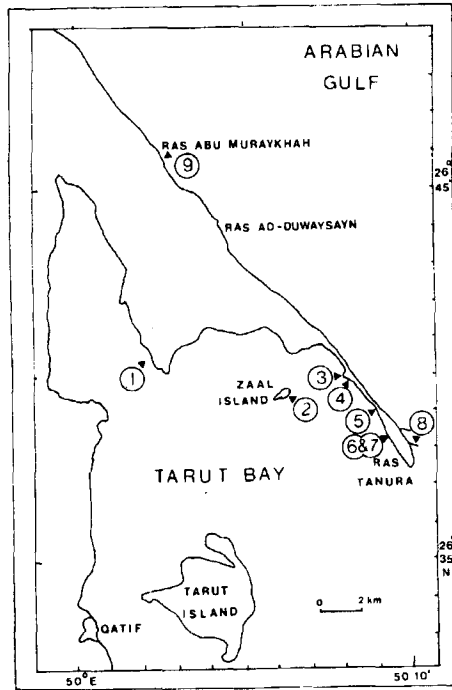 ARABIAN
GULF
RAS ABU MURAYKHAH
9
26°
45'
RAS AD-DUWAYSAYN
1
ZAAL
ISLAND
2
3
4
5
6&7
8
RAS
TANURA
TARUT BAY
26°
35'
N
TARUT
ISLAND
0 2 km
QATIF
50°E
50 10'